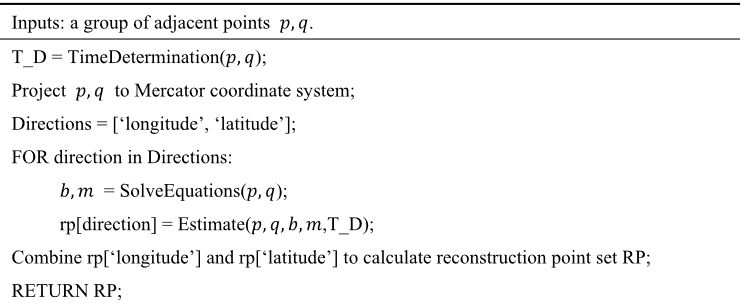 Inputs: a group of adjacent points p, q.
T_D = TimeDetermination(p, q);
Project p, q to Mercator coordinate system;
Directions = [‘longitude’, ‘latitude’];
FOR direction in Directions:
b, m = SolveEquations(p, q);
rp[direction] = Estimate(p, q, b, m,T_D);
Combine rp[‘longitude’] and rp[‘latitude’] to calculate reconstruction point set RP;
RETURN RP;